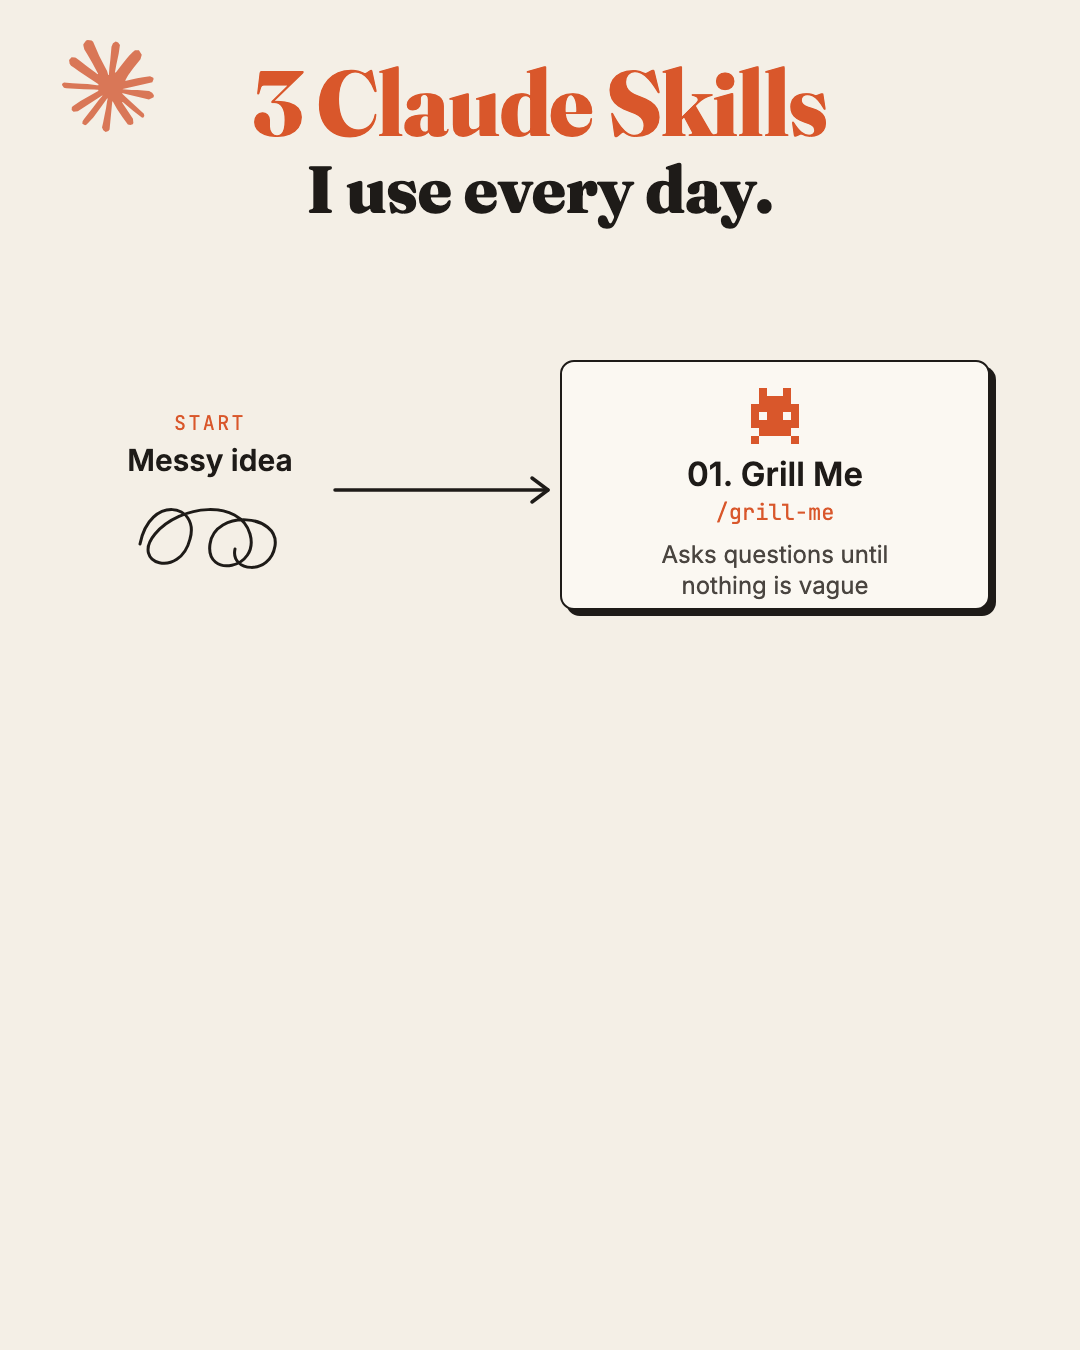 3 Claude Skills
I use every day.
START
Messy idea
01. Grill Me
/grill-me
Asks questions until
nothing is vague